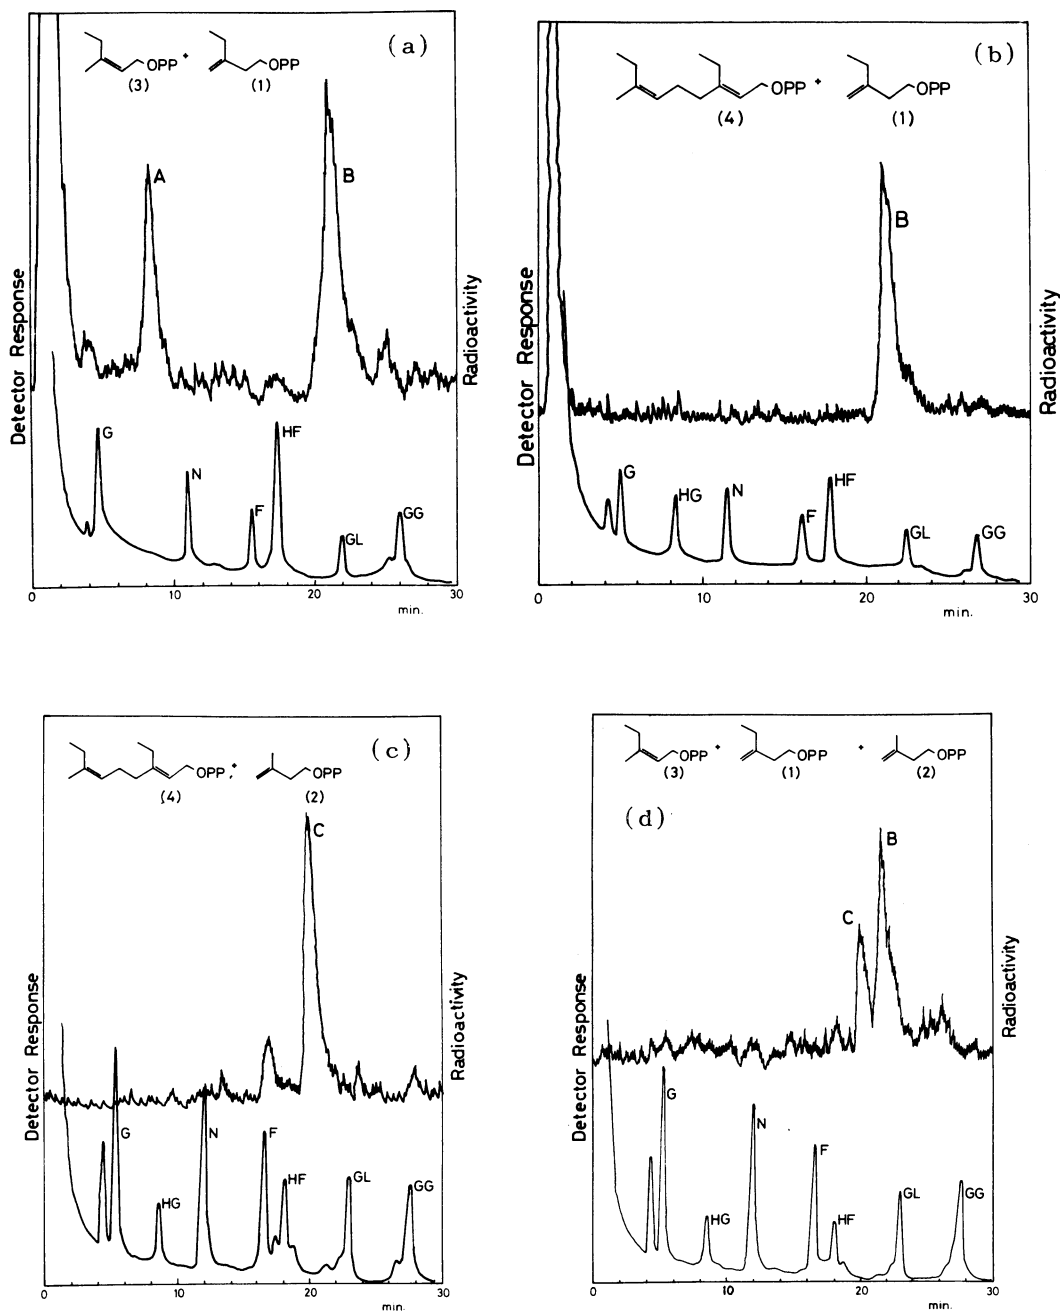 (a)
OPP +
OPP
(3)
(1)
A
B
Detector Response
Radioactivity
G
N
F
HF
GL
GG
0
10
20
30
min.
(b)
OPP +
OPP
(4)
(1)
B
Detector Response
Radioactivity
G
HG
N
F
HF
GL
GG
0
10
20
30
min.
(c)
OPP, +
OPP
(4)
(2)
C
Detector Response
Radioactivity
G
HG
N
F
HF
GL
GG
0
10
20
30
min.
OPP +
OPP
+
OPP
(3)
(1)
(2)
(d)
B
C
Detector Response
Radioactivity
G
HG
N
F
HF
GL
GG
0
10
20
30
min.